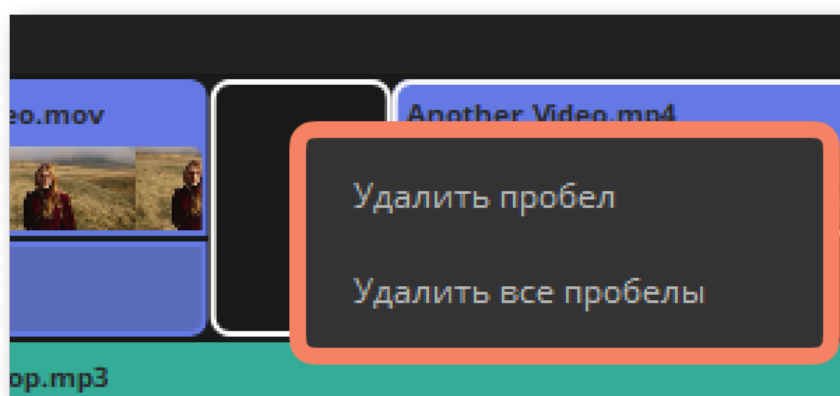 eo.mov
Another Video.mp4
Удалить пробел
Удалить все пробелы
op.mp3